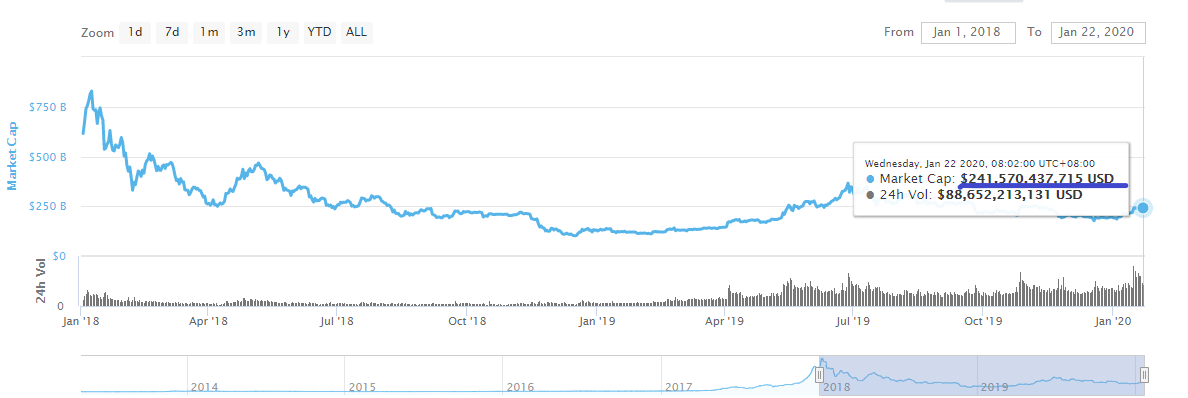 Zoom 1d 7d 1m 3m 1y YTD ALL From Jan 1, 2018 To Jan 22, 2020
Market Cap
$750 B
$500 B
$250 B
$0
Wednesday, Jan 22 2020, 08:02:00 UTC+08:00
Market Cap: $241,570,437,715 USD
24h Vol: $88,652,213,131 USD
24h Vol
0
Jan '18 Apr '18 Jul '18 Oct '18 Jan '19 Apr '19 Jul '19 Oct '19 Jan '20
2014 2015 2016 2017 2018 2019